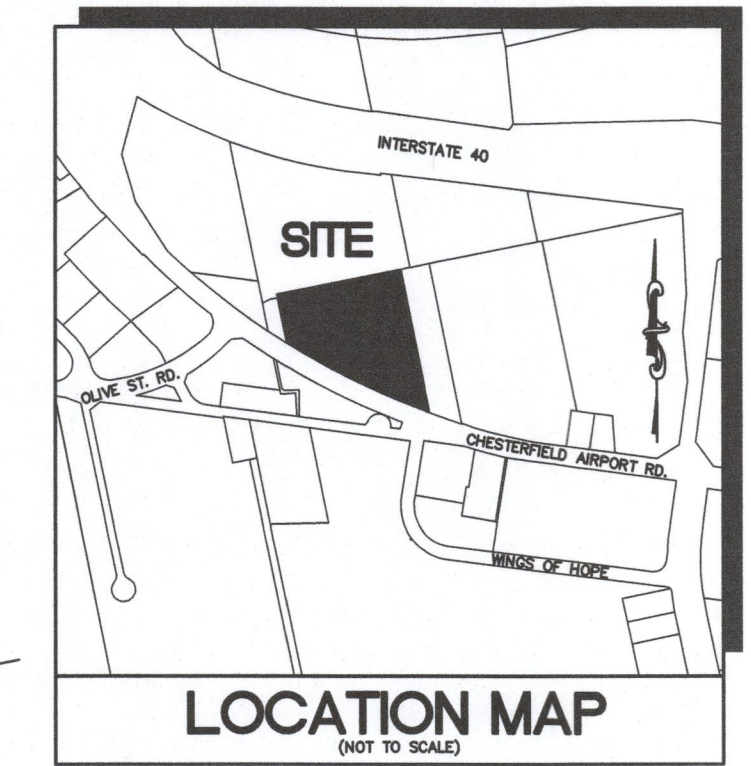 INTERSTATE 40
SITE
OLIVE ST. RD.
CHESTERFIELD AIRPORT RD.
WINGS OF HOPE
LOCATION MAP
(NOT TO SCALE)